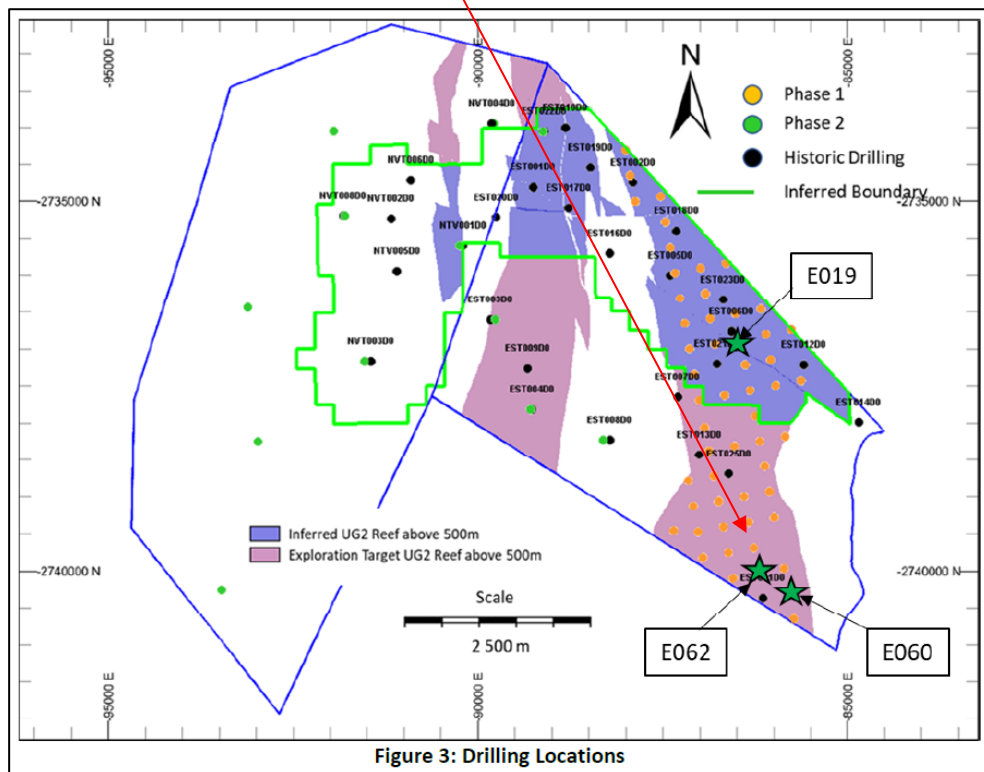 -95000 E
-90000 E
-85000 E
N
Phase 1
Phase 2
Historic Drilling
Inferred Boundary
NVT004D0
EST010D0
EST019D0
EST002D0
NVT006D0
EST001D0
EST017D0
NVT008D0
NVT002D0
EST020D0
NTV001D0
EST018D0
EST016D0
NTV005D0
EST005D0
EST023D0
E019
EST003D0
EST006D0
NVT003D0
EST012D0
EST009D0
EST007D0
EST004D0
EST014D0
EST008D0
EST013D0
EST025D0
-2735000 N
-2735000 N
Inferred UG2 Reef above 500m
Exploration Target UG2 Reef above 500m
-2740000 N
-2740000 N
Scale
2 500 m
E062
E060
-95000 E
-90000 E
-85000 E
Figure 3: Drilling Locations